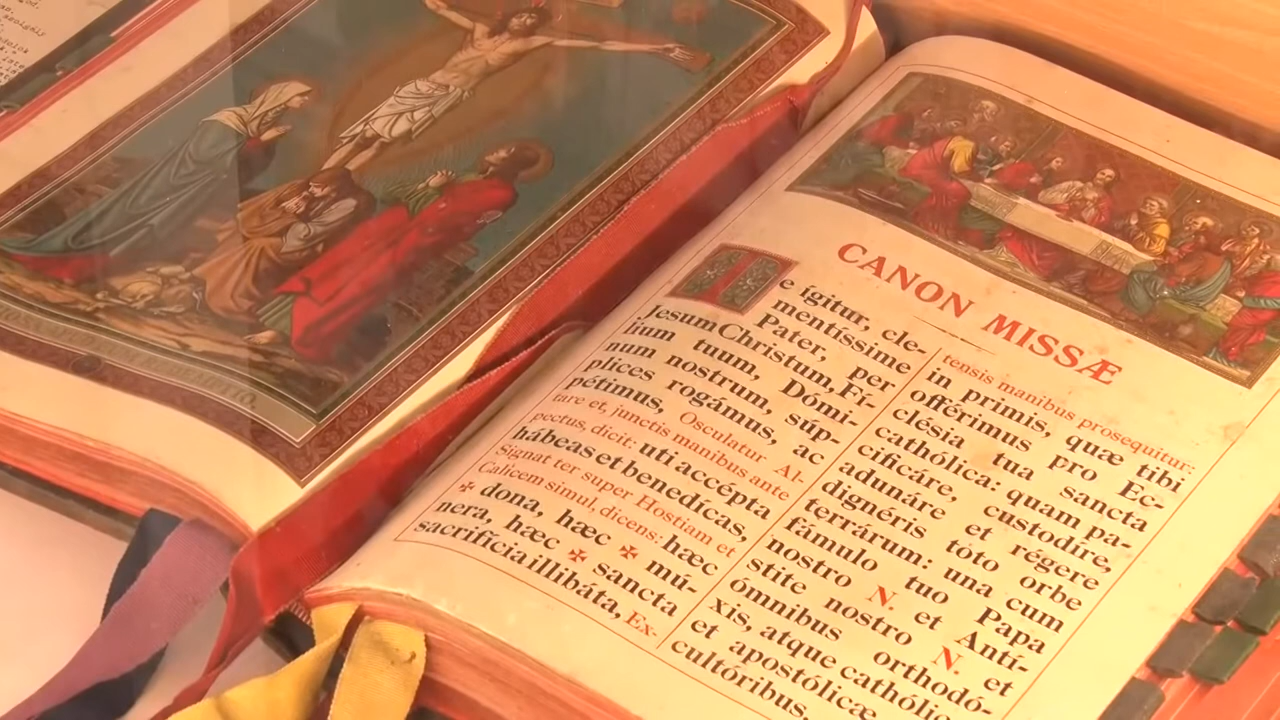 CANON MISSÆ
Te ígitur, cle-
mentíssime
Pater, per
Jesum Christum, Fí-
lium tuum, Dómi-
num nostrum, súp-
plices rogámus, ac
pétimus, Osculatur Al-
tare et, junctis manibus ante
pectus, dicit: uti accépta
hábeas et benedícas,
Signat ter super Hostiam et
Calicem simul, dicens: hæc
✠ dona, hæc ✠ mú-
nera, hæc ✠ sancta
sacrifícia illibáta, Ex-
tensis manibus prosequitur:
in primis, quæ tibi
offérimus pro Ec-
clésia tua sancta
cathólica: quam pa-
cificáre, custodíre,
adunáre et régere
dignéris toto orbe
terrárum: una cum
fámulo tuo Papa
nostro N. et Antí-
stite nostro N. et
ómnibus orthodó-
xis, atque cathólic
et apostólicæ
cultóribus.